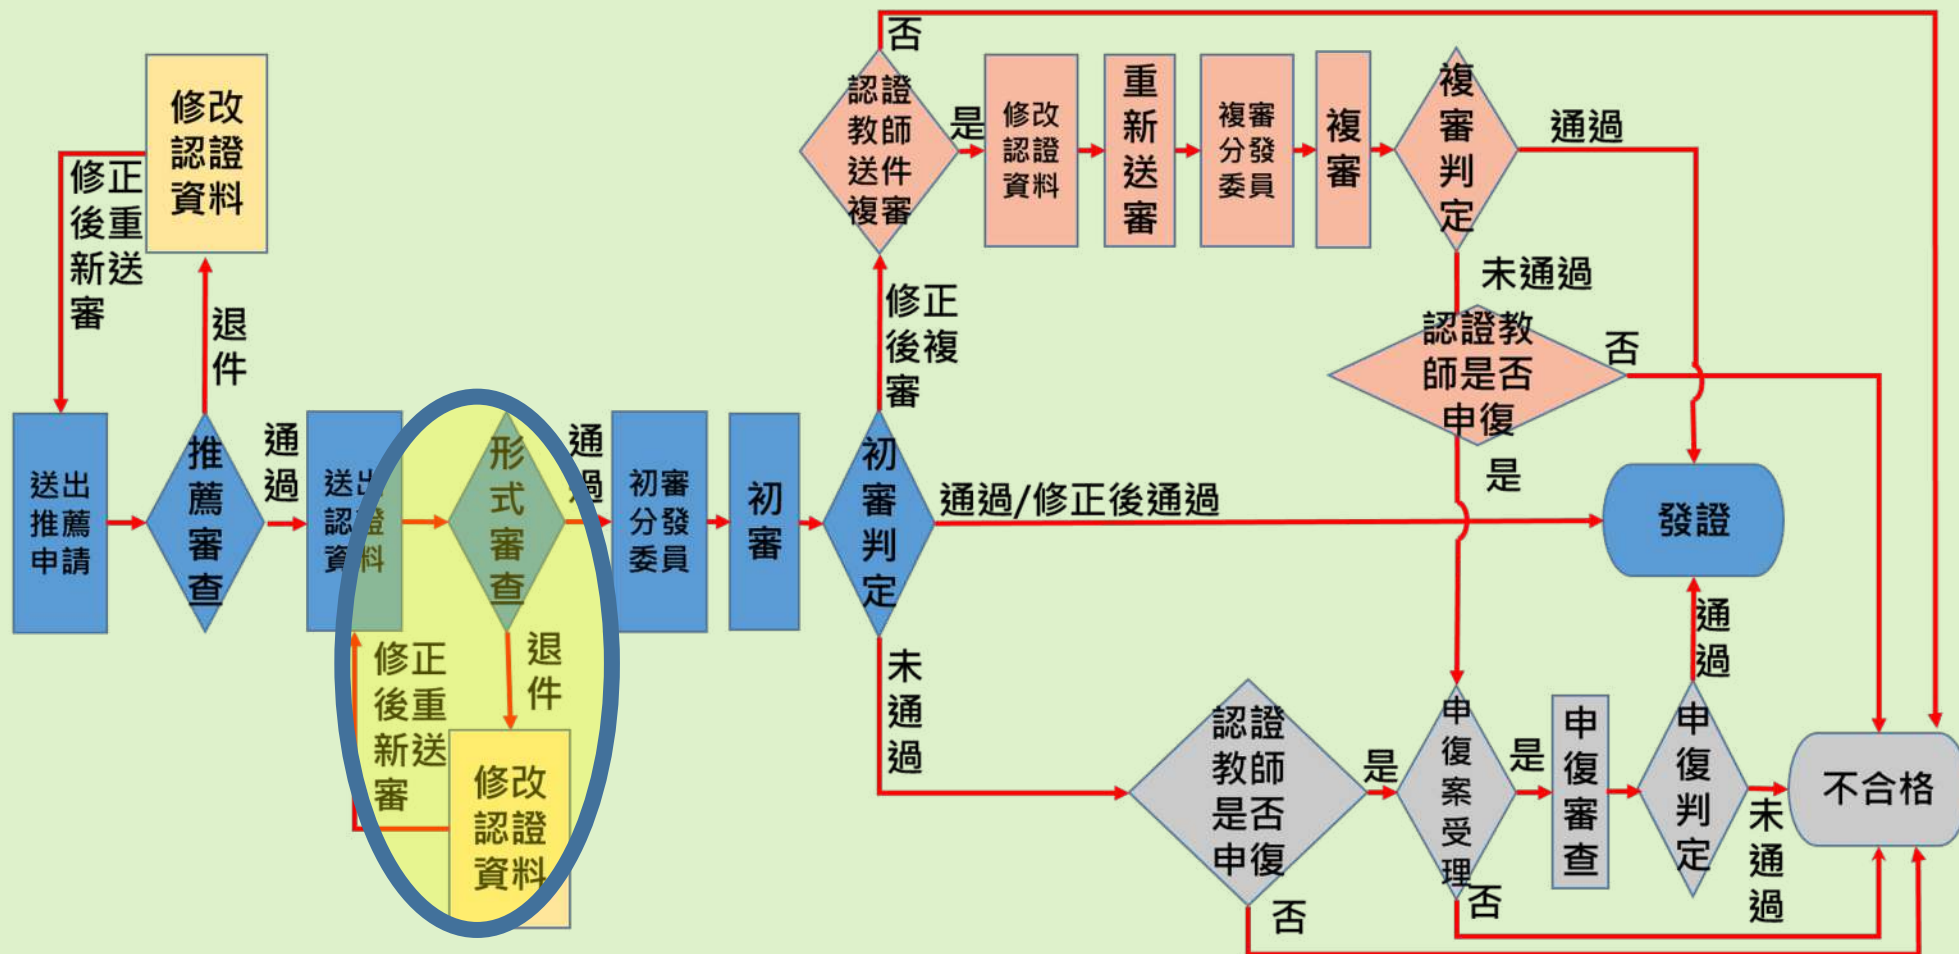 否
認證
教師
送件
複審
是
修改
認證
資料
重
新
送
審
複審
分發
委員
複
審
複
審
判
定
通過
修改
認證
資料
修正
後重
新送
審
退
件
修正
後複
審
未通過
認證教
師是否
申復
否
是
送出
推薦
申請
推
薦
審
查
通
過
送出
認證
資料
形
式
審
查
通
過
初審
分發
委員
初
審
初
審
判
定
通過/修正後通過
發證
修正
後重
新送
審
退
件
修改
認證
資料
未
通
過
認證
教師
是否
申復
是
否
申
復
案
受
理
是
否
申
復
審
查
申
復
判
定
通
過
未
通
過
不合格